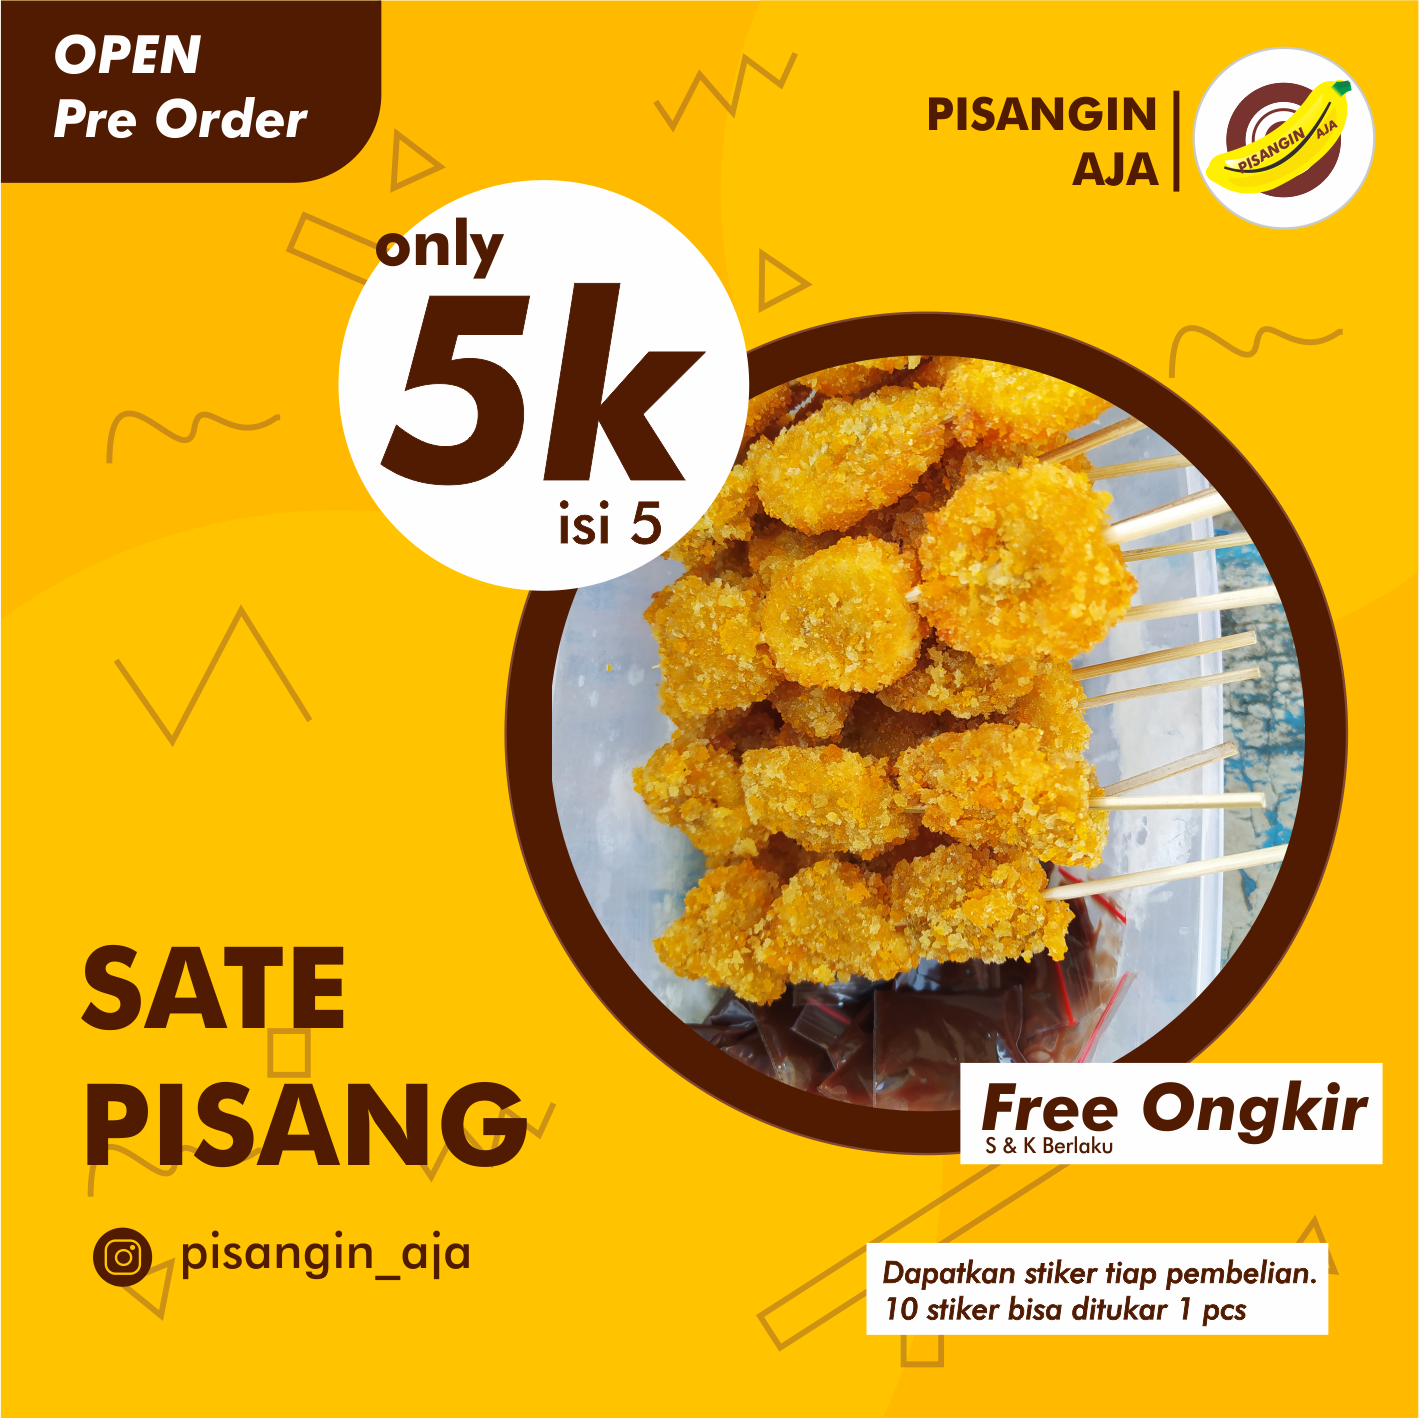 OPEN
Pre Order
PISANGIN
AJA
PISANGIN AJA
only
5k
isi 5
SATE
PISANG
pisangin_aja
Free Ongkir
S & K Berlaku
Dapatkan stiker tiap pembelian.
10 stiker bisa ditukar 1 pcs